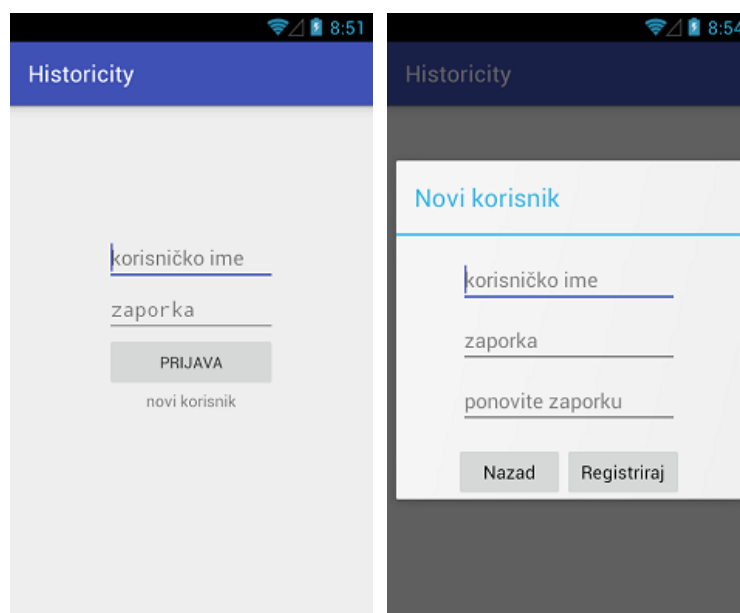 8:51
Historicity
korisničko ime
zaporka
PRIJAVA
novi korisnik
8:54
Historicity
Novi korisnik
korisničko ime
zaporka
ponovite zaporku
Nazad Registriraj